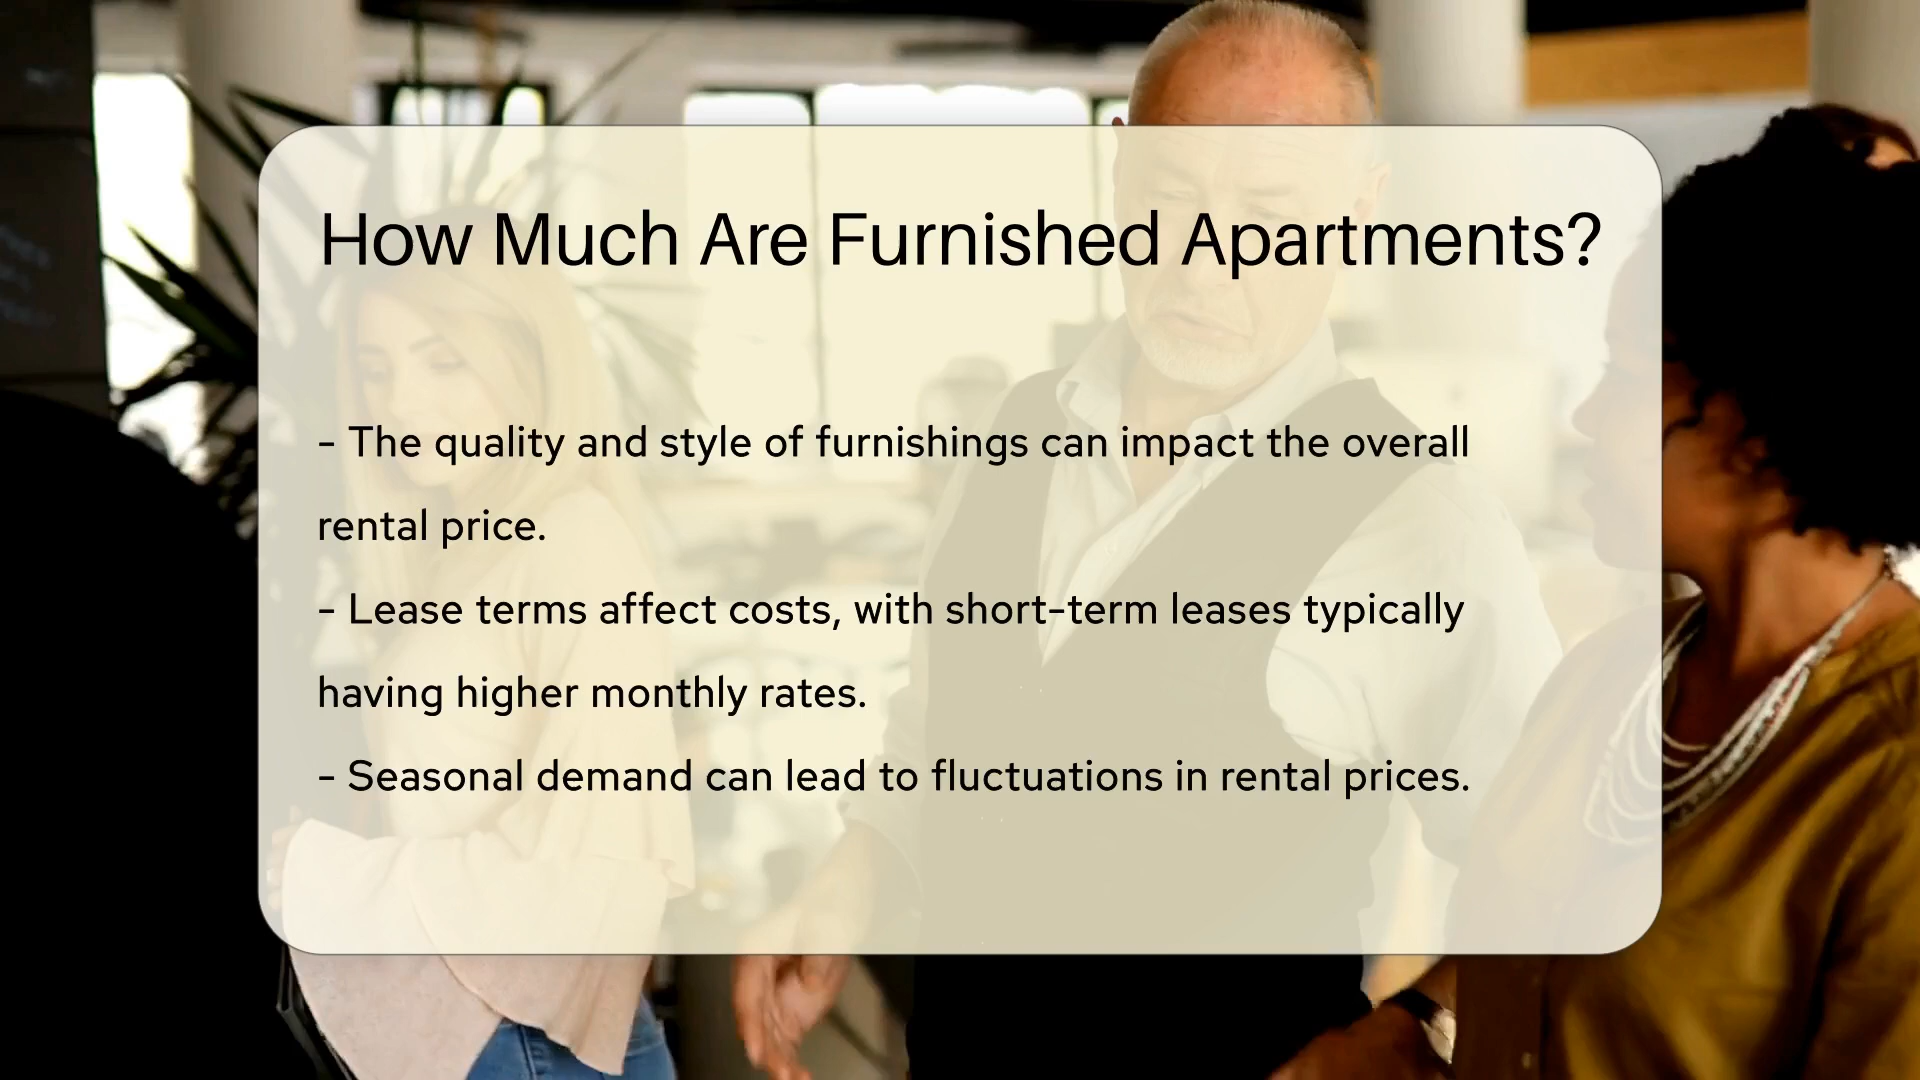 How Much Are Furnished Apartments?
- The quality and style of furnishings can impact the overall
rental price.
- Lease terms affect costs, with short-term leases typically
having higher monthly rates.
- Seasonal demand can lead to fluctuations in rental prices.